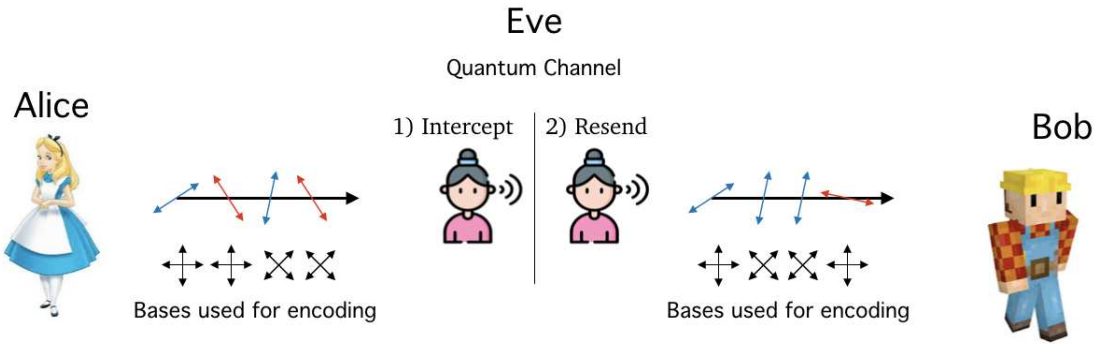 Eve
Quantum Channel
Alice
1) Intercept
2) Resend
Bob
Bases used for encoding
Bases used for encoding